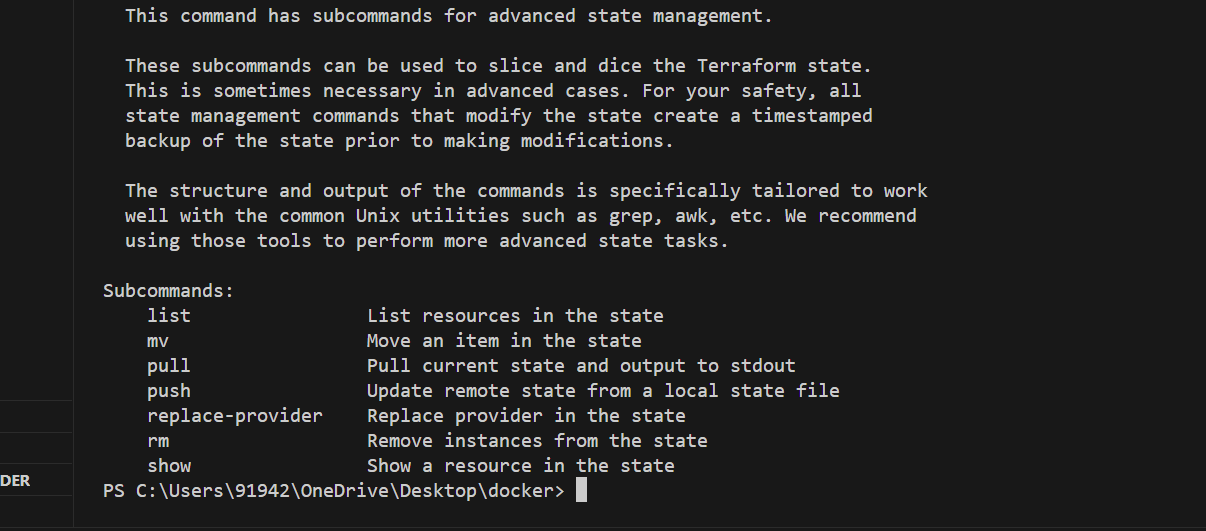 This command has subcommands for advanced state management.
These subcommands can be used to slice and dice the Terraform state.
This is sometimes necessary in advanced cases. For your safety, all
state management commands that modify the state create a timestamped
backup of the state prior to making modifications.
The structure and output of the commands is specifically tailored to work
well with the common Unix utilities such as grep, awk, etc. We recommend
using those tools to perform more advanced state tasks.
Subcommands:
list                List resources in the state
mv                  Move an item in the state
pull                Pull current state and output to stdout
push                Update remote state from a local state file
replace-provider    Replace provider in the state
rm                  Remove instances from the state
show                Show a resource in the state
DER
PS C:\Users\91942\OneDrive\Desktop\docker>